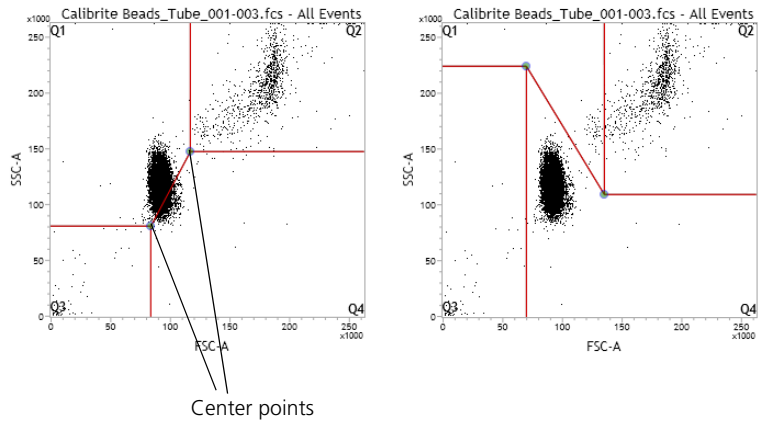 Calibrite Beads_Tube_001-003.fcs - All Events
x1000
Q1
Q2
250
200
150
100
50
0
SSC-A
Q3
Q4
0 50 100 150 200 250
x1000
FSC-A
Calibrite Beads_Tube_001-003.fcs - All Events
x1000
Q1
Q2
250
200
150
100
50
0
SSC-A
Q3
Q4
0 50 100 150 200 250
x1000
FSC-A
Center points